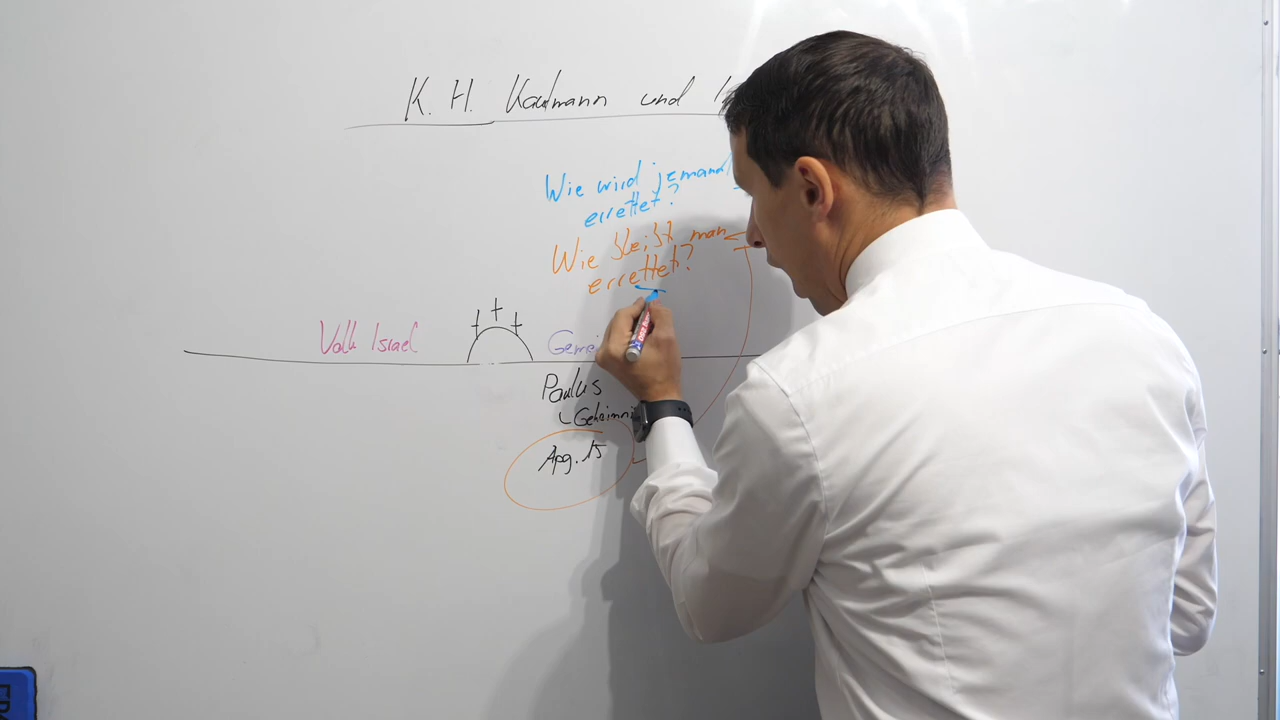 K. H. Kaufmann und
Wie wird jemand
errettet?
Wie bleibt man
errettet?
Volk Israel
Paulus
Apg. 15